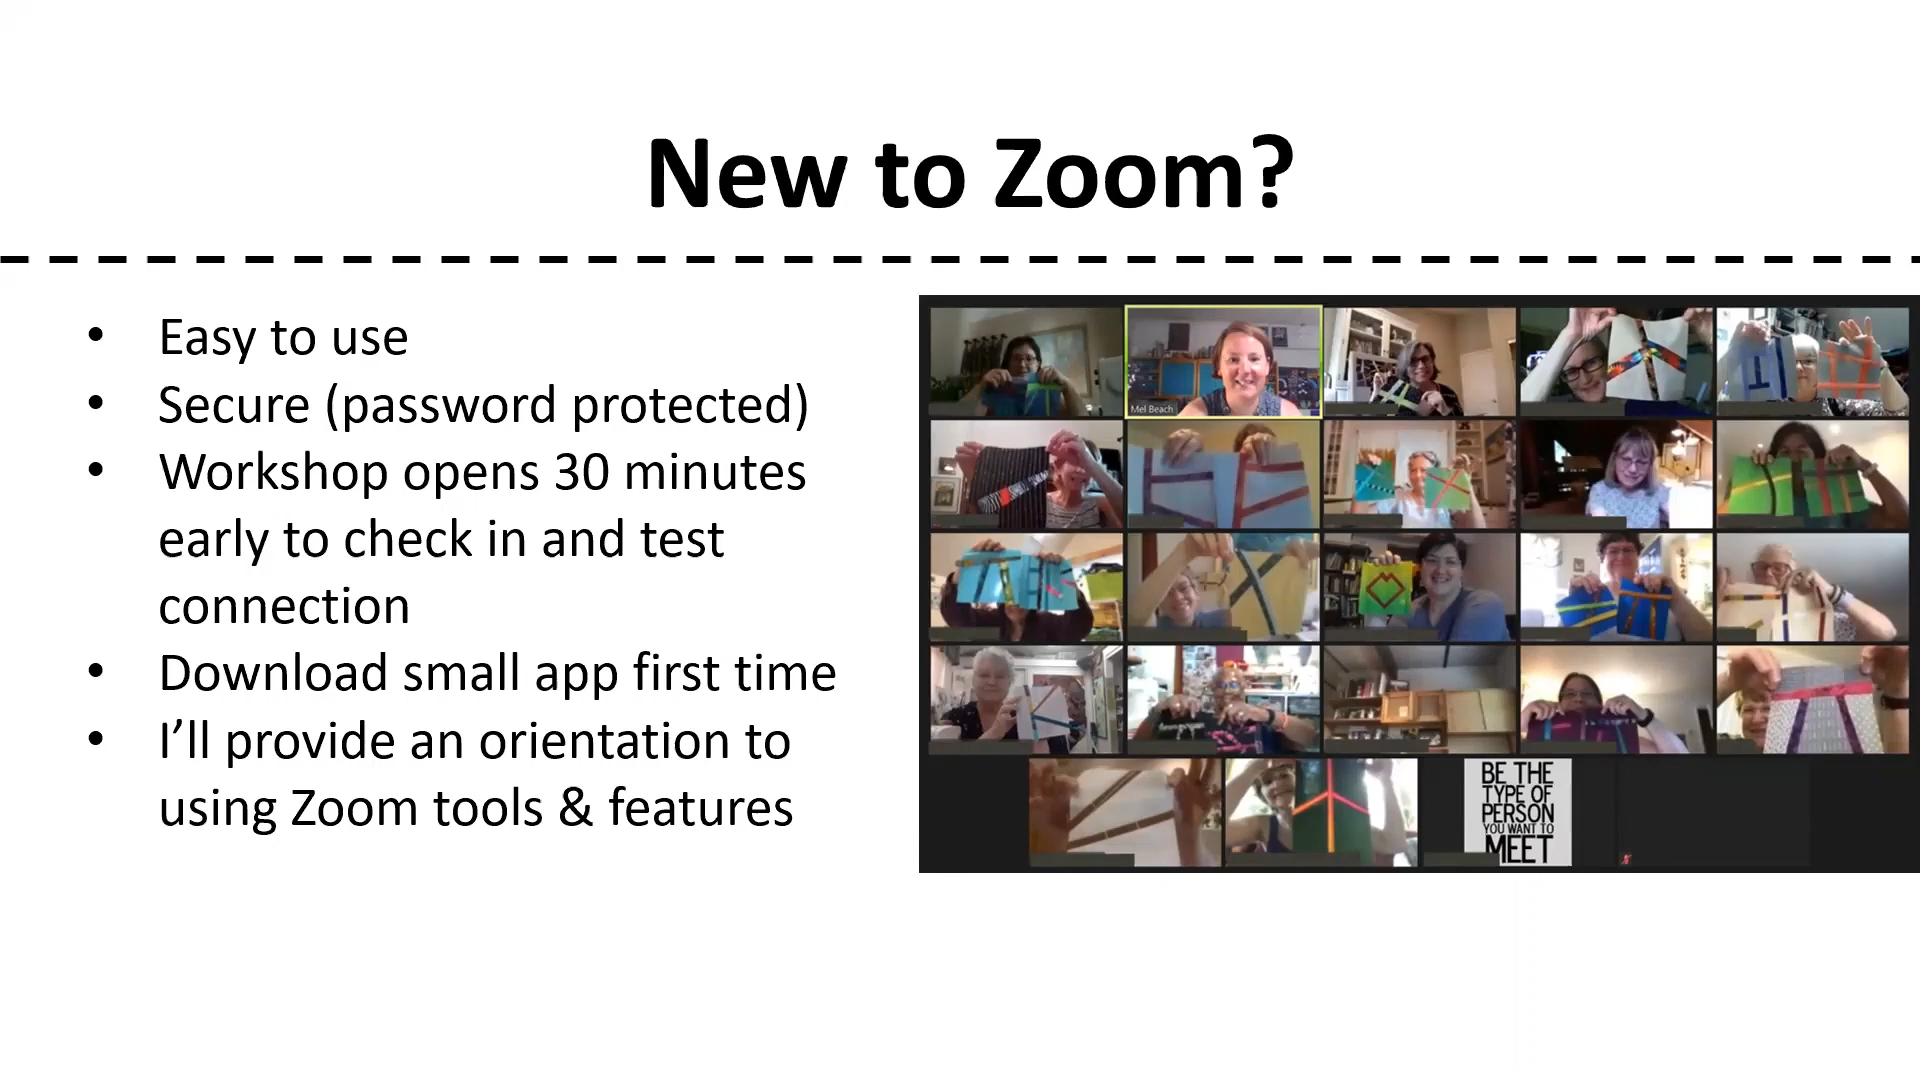 New to Zoom?
• Easy to use
• Secure (password protected)
• Workshop opens 30 minutes
early to check in and test
connection
• Download small app first time
• I’ll provide an orientation to
using Zoom tools & features
Mel Beach
BE THE
TYPE OF
PERSON
YOU WANT TO
MEET